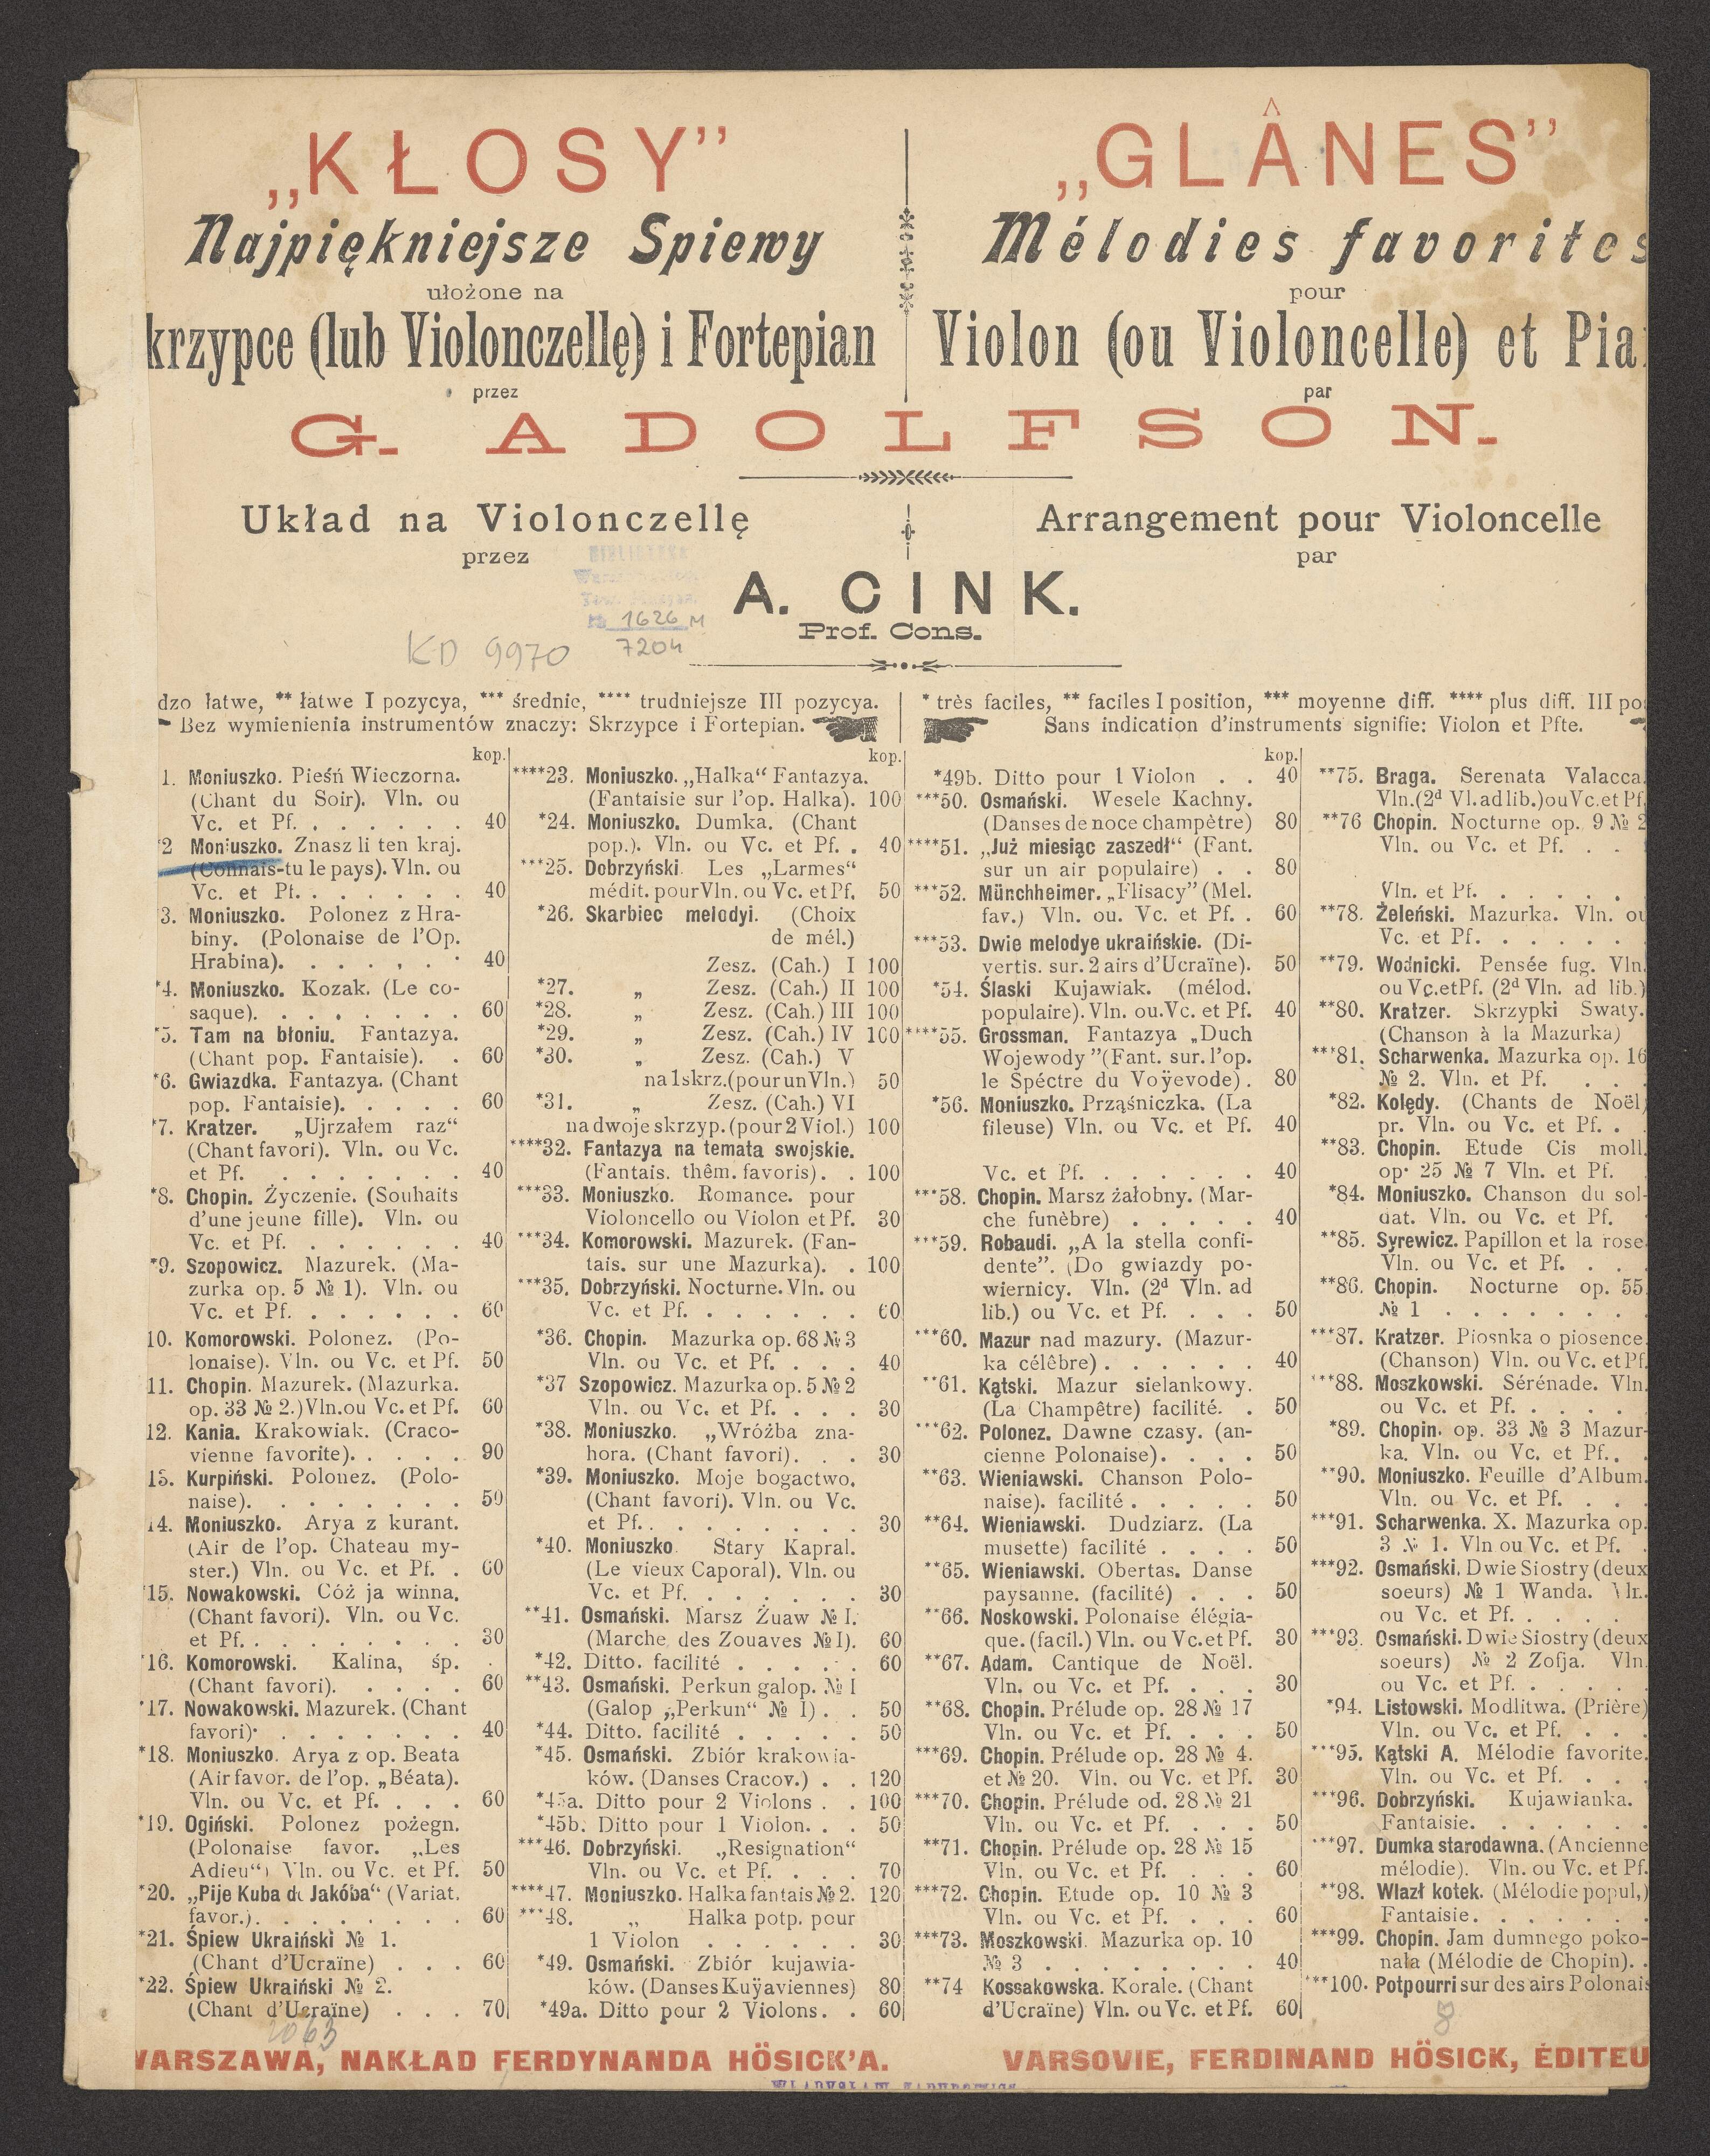 „KŁOSY”
Najpiękniejsze Spiewy
ułożone na
krzypce (lub Violonczellę) i Fortepian
przez
„GLÂNES”
Mélodies favorites
pour
Violon (ou Violoncelle) et Pia
par
G. ADOLFSON.
Układ na Violonczellę
przez
Arrangement pour Violoncelle
par
A. CINK.
Prof. Cons.
BIBLIOTEKA
1626 M
7204
KD 9970
dzo łatwe, ** łatwe I pozycya, *** średnie, **** trudniejsze III pozycya.
Bez wymienienia instrumentów znaczy: Skrzypce i Fortepian.
* très faciles, ** faciles I position, *** moyenne diff. **** plus diff. III po
Sans indication d'instruments signifie: Violon et Pfte.
kop.
1. Moniuszko. Pieśń Wieczorna.
(Chant du Soir). Vln. ou
Vc. et Pf. . . . . . . 40
*2 Moniuszko. Znasz li ten kraj.
(Connais-tu le pays). Vln. ou
Vc. et Pf. . . . . . . 40
*3. Moniuszko. Polonez z Hra-
biny. (Polonaise de l'Op.
Hrabina). . . . . . . 40
*4. Moniuszko. Kozak. (Le co-
saque). . . . . . . . 60
*5. Tam na błoniu. Fantazya.
(Chant pop. Fantaisie). . 60
*6. Gwiazdka. Fantazya. (Chant
pop. Fantaisie). . . . . 60
*7. Kratzer. „Ujrzałem raz“
(Chant favori). Vln. ou Vc.
et Pf. . . . . . . . 40
*8. Chopin. Życzenie. (Souhaits
d'une jeune fille). Vln. ou
Vc. et Pf. . . . . . . 40
*9. Szopowicz. Mazurek. (Ma-
zurka op. 5 № 1). Vln. ou
Vc. et Pf. . . . . . . 60
10. Komorowski. Polonez. (Po-
lonaise). Vln. ou Vc. et Pf. 50
11. Chopin. Mazurek. (Mazurka.
op. 33 № 2.) Vln. ou Vc. et Pf. 60
12. Kania. Krakowiak. (Craco-
vienne favorite). . . . . 90
13. Kurpiński. Polonez. (Polo-
naise). . . . . . . . 50
14. Moniuszko. Arya z kurant.
(Air de l'op. Chateau my-
ster.) Vln. ou Vc. et Pf. . 60
*15. Nowakowski. Cóż ja winna.
(Chant favori). Vln. ou Vc.
et Pf. . . . . . . . . 30
*16. Komorowski. Kalina, śp.
(Chant favori). . . . . 60
*17. Nowakowski. Mazurek. (Chant
favori). . . . . . . . 40
*18. Moniuszko. Arya z op. Beata
(Air favor. de l'op. „Béata).
Vln. ou Vc. et Pf. . . . 60
*19. Ogiński. Polonez pożegn.
(Polonaise favor. „Les
Adieu“) Vln. ou Vc. et Pf. 50
*20. „Pije Kuba do Jakóba“ (Variat.
favor.). . . . . . . . 60
*21. Śpiew Ukraiński № 1.
(Chant d'Ucraïne) . . . 60
*22. Śpiew Ukraiński № 2.
(Chant d'Ucraïne) . . . 70
kop.
****23. Moniuszko. „Halka“ Fantazya.
(Fantaisie sur l'op. Halka). 100
*24. Moniuszko. Dumka. (Chant
pop.). Vln. ou Vc. et Pf. . 40
***25. Dobrzyński. Les „Larmes“
médit. pour Vln. ou Vc. et Pf. 50
*26. Skarbiec melodyi. (Choix
de mél.)
Zesz. (Cah.) I 100
*27. „ Zesz. (Cah.) II 100
*28. „ Zesz. (Cah.) III 100
*29. „ Zesz. (Cah.) IV 100
*30. „ Zesz. (Cah.) V
na 1 skrz. (pour un Vln.) 50
*31. „ Zesz. (Cah.) VI
na dwoje skrzyp. (pour 2 Viol.) 100
****32. Fantazya na temata swojskie.
(Fantais. thêm. favoris). . 100
***33. Moniuszko. Romance. pour
Violoncello ou Violon et Pf. 30
***34. Komorowski. Mazurek. (Fan-
tais. sur une Mazurka). . 100
***35. Dobrzyński. Nocturne. Vln. ou
Vc. et Pf. . . . . . . 60
*36. Chopin. Mazurka op. 68 № 3
Vln. ou Vc. et Pf. . . . 40
*37 Szopowicz. Mazurka op. 5 № 2
Vln. ou Vc. et Pf. . . . 30
*38. Moniuszko. „Wróżba zna-
hora. (Chant favori). . . 30
*39. Moniuszko. Moje bogactwo.
(Chant favori). Vln. ou Vc.
et Pf. . . . . . . . . 30
*40. Moniuszko. Stary Kapral.
(Le vieux Caporal). Vln. ou
Vc. et Pf. . . . . . . 30
**41. Osmański. Marsz Żuaw № I.
(Marche des Zouaves № I). 60
*42. Ditto. facilité . . . . . 60
**43. Osmański. Perkun galop. № I
(Galop „Perkun“ № I) . . 50
*44. Ditto. facilité . . . . . 50
*45. Osmański. Zbiór krakowia-
ków. (Danses Cracov.) . . 120
*45a. Ditto pour 2 Violons . . 100
*45b. Ditto pour 1 Violon. . . 50
***46. Dobrzyński. „Resignation“
Vln. ou Vc. et Pf. . . . 70
****47. Moniuszko. Halka fantais № 2. 120
***48. „ Halka potp. pour
1 Violon . . . . . . 30
*49. Osmański. Zbiór kujawia-
ków. (Danses Kuÿaviennes) 80
*49a. Ditto pour 2 Violons. . 60
kop.
*49b. Ditto pour 1 Violon . . 40
***50. Osmański. Wesele Kachny.
(Danses de noce champètre) 80
****51. „Już miesiąc zaszedł“ (Fant.
sur un air populaire) . . 80
***52. Münchheimer. „Flisacy” (Mel.
fav.) Vln. ou. Vc. et Pf. . 60
***53. Dwie melodye ukraińskie. (Di-
vertis. sur. 2 airs d'Ucraïne). 50
*54. Ślaski Kujawiak. (mélod.
populaire). Vln. ou. Vc. et Pf. 40
****55. Grossman. Fantazya „Duch
Wojewody” (Fant. sur. l'op.
le Spéctre du Voÿevode). 80
*56. Moniuszko. Prząśniczka. (La
fileuse) Vln. ou Vc. et Pf. 40
Vc. et Pf. . . . . . . 40
***58. Chopin. Marsz żałobny. (Mar-
che funèbre) . . . . . 40
***59. Robaudi. „A la stella confi-
dente”. (Do gwiazdy po-
wiernicy. Vln. (2d Vln. ad
lib.) ou Vc. et Pf. . . . 50
***60. Mazur nad mazury. (Mazur-
ka célêbre). . . . . . . 40
**61. Kątski. Mazur sielankowy.
(La Champêtre) facilité. . 50
***62. Polonez. Dawne czasy. (an-
cienne Polonaise). . . . 50
**63. Wieniawski. Chanson Polo-
naise). facilité . . . . . 50
**64. Wieniawski. Dudziarz. (La
musette) facilité . . . . 50
**65. Wieniawski. Obertas. Danse
paysanne. (facilité) . . . 50
**66. Noskowski. Polonaise élégia-
que. (facil.) Vln. ou Vc. et Pf. 30
**67. Adam. Cantique de Noël.
Vln. ou Vc. et Pf. . . . 30
**68. Chopin. Prélude op. 28 № 17
Vln. ou Vc. et Pf. . . . 50
***69. Chopin. Prélude op. 28 № 4.
et № 20. Vln. ou Vc. et Pf. 30
***70. Chopin. Prélude od. 28 № 21
Vln. ou Vc. et Pf. . . . 50
**71. Chopin. Prélude op. 28 № 15
Vln. ou Vc. et Pf. . . . 60
***72. Chopin. Etude op. 10 № 3
Vln. ou Vc. et Pf. . . . 60
***73. Moszkowski. Mazurka op. 10
№ 3 . . . . . . . . 40
**74 Kossakowska. Korale. (Chant
d'Ucraïne) Vln. ou Vc. et Pf. 60
**75. Braga. Serenata Valacca.
Vln. (2d Vl. ad lib.) ou Vc. et Pf.
**76 Chopin. Nocturne op. 9 № 2
Vln. ou Vc. et Pf. . .
Vln. et Pf. . . . . .
**78. Żeleński. Mazurka. Vln. ou
Vc. et Pf. . . . . . .
**79. Wodnicki. Pensée fug. Vln.
ou Vc. et Pf. (2d Vln. ad lib.)
**80. Kratzer. Skrzypki Swaty.
(Chanson à la Mazurka)
***81. Scharwenka. Mazurka op. 16
№ 2. Vln. et Pf. . . .
*82. Kolędy. (Chants de Noël)
pr. Vln. ou Vc. et Pf. . .
**83. Chopin. Etude Cis moll.
op. 25 № 7 Vln. et Pf.
*84. Moniuszko. Chanson du sol-
dat. Vln. ou Vc. et Pf.
**85. Syrewicz. Papillon et la rose.
Vln. ou Vc. et Pf. . . .
**86. Chopin. Nocturne op. 55
№ 1 . . . . . . .
***87. Kratzer. Piosnka o piosence.
(Chanson) Vln. ou Vc. et Pf.
***88. Moszkowski. Sérénade. Vln.
ou Vc. et Pf. . . . . .
*89. Chopin. op. 33 № 3 Mazur-
ka. Vln. ou Vc. et Pf. . .
**90. Moniuszko. Feuille d'Album.
Vln. ou Vc. et Pf. . . .
***91. Scharwenka. X. Mazurka op.
3 № 1. Vln ou Vc. et Pf. .
***92. Osmański. Dwie Siostry (deux
soeurs) № 1 Wanda. Vln.
ou Vc. et Pf. . . . .
***93. Osmański. Dwie Siostry (deux
soeurs) № 2 Zofja. Vln.
ou Vc. et Pf. . . . . .
*94. Listowski. Modlitwa. (Prière)
Vln. ou Vc. et Pf. . . .
***95. Kątski A. Mélodie favorite.
Vln. ou Vc. et Pf. . . .
***96. Dobrzyński. Kujawianka.
Fantaisie. . . . . . .
***97. Dumka starodawna. (Ancienne
mélodie). Vln. ou Vc. et Pf.
**98. Wlazł kotek. (Mélodie popul,)
Fantaisie. . . . . . .
***99. Chopin. Jam dumnego poko-
nała (Mélodie de Chopin). .
***100. Potpourri sur des airs Polonais
2063
8
WARSZAWA, NAKŁAD FERDYNANDA HÖSICK'A.
VARSOVIE, FERDINAND HÖSICK, ÉDITEU